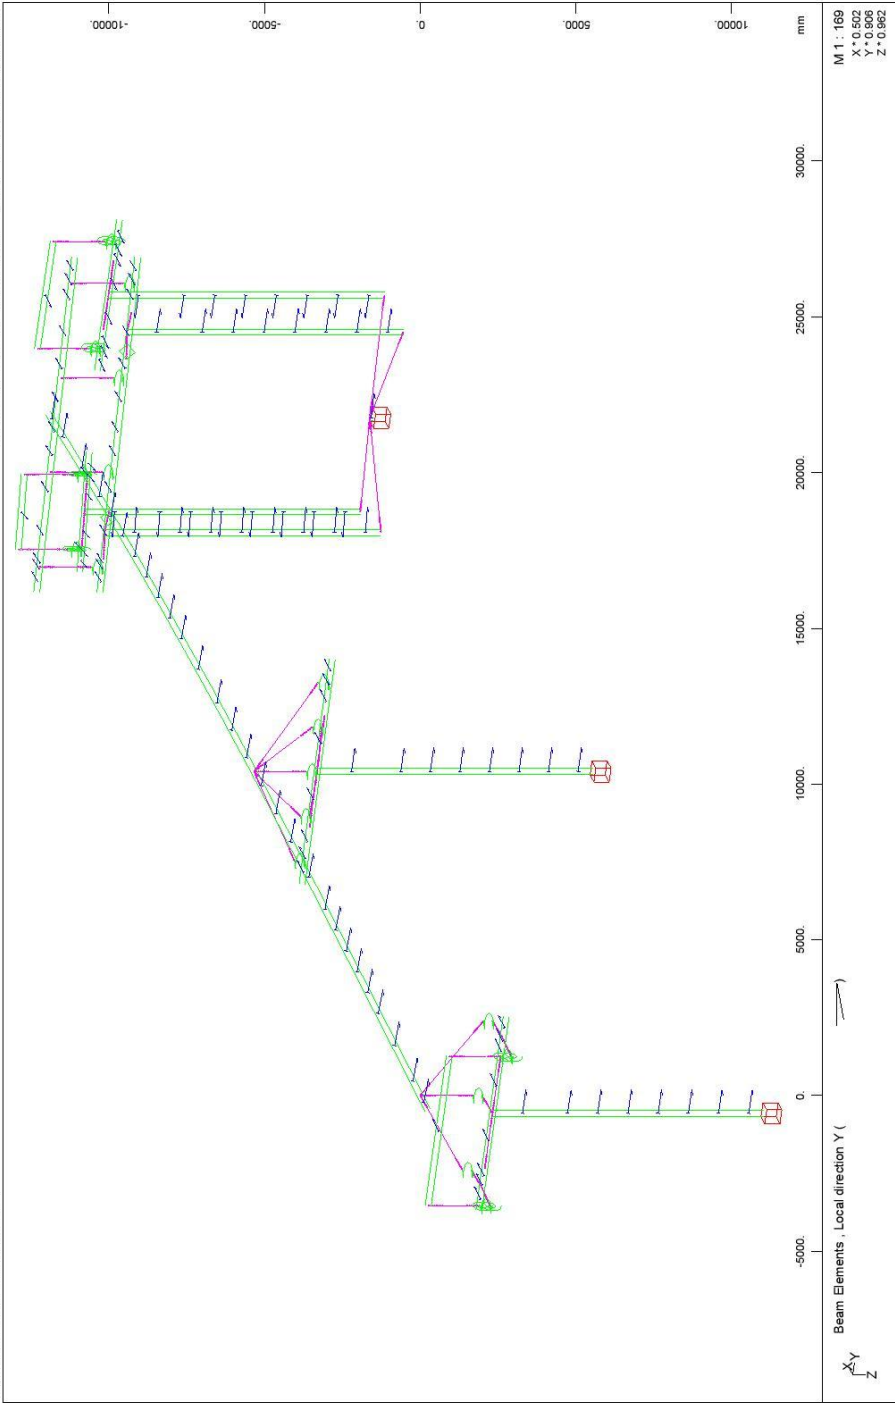 -10000.
-5000.
0.
5000.
10000.
mm
30000.
25000.
20000.
15000.
10000.
5000.
0.
-5000.
M 1 : 169
X * 0.502
Y * 0.906
Z * 0.962
Beam Elements , Local direction Y ( )
X
Y
Z